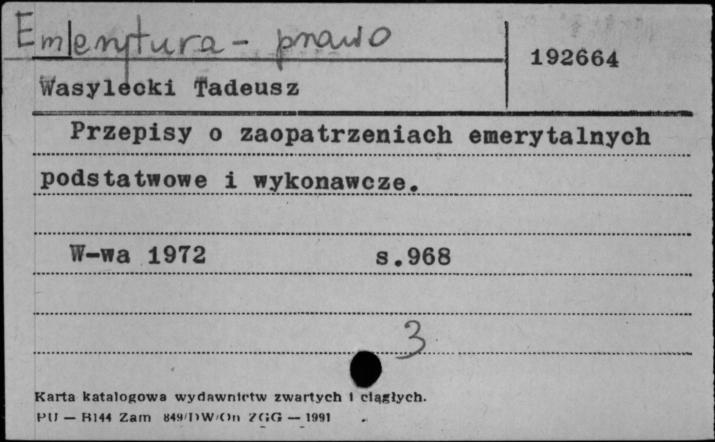 Emerytura - prawo
192664
Wasylecki Tadeusz
Przepisy o zaopatrzeniach emerytalnych
podstatwowe i wykonawcze.
W-wa 1972 s.968
3
Karta katalogowa wydawnictw zwartych i ciągłych.
PU — B144 Zam 849/DW/On ZGG — 1991